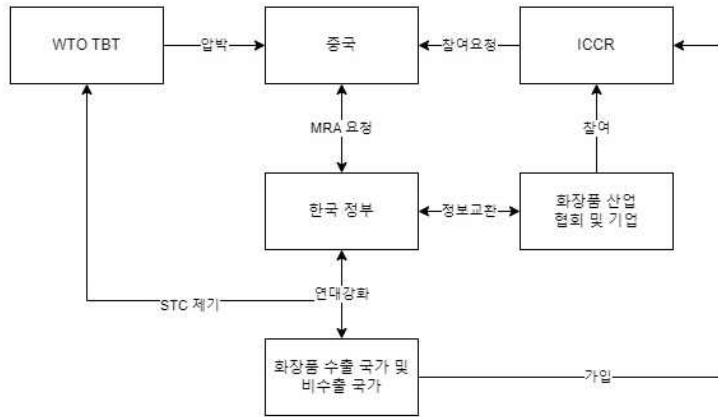 WTO TBT
압박
중국
참여요청
ICCR
MRA 요청
참여
한국 정부
정보교환
화장품 산업
협회 및 기업
STC 제기
연대강화
화장품 수출 국가 및
비수출 국가
가입